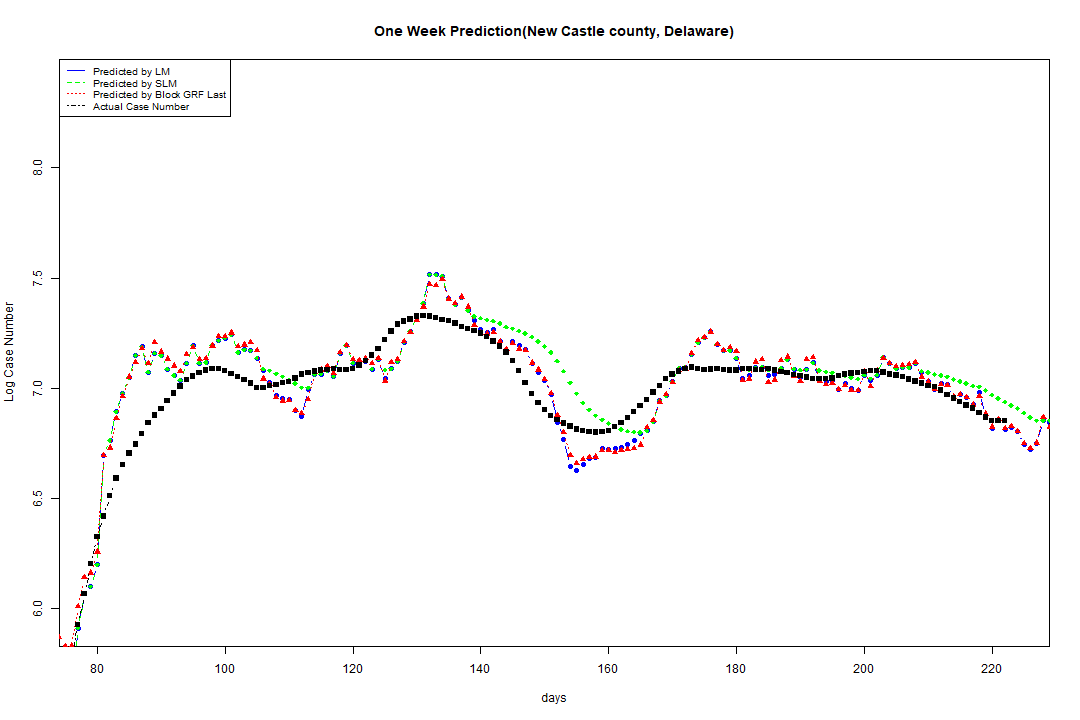 One Week Prediction(New Castle county, Delaware)
Predicted by LM
Predicted by SLM
Predicted by Block GRF Last
Actual Case Number
Log Case Number
8.0
7.5
7.0
6.5
6.0
80 100 120 140 160 180 200 220
days